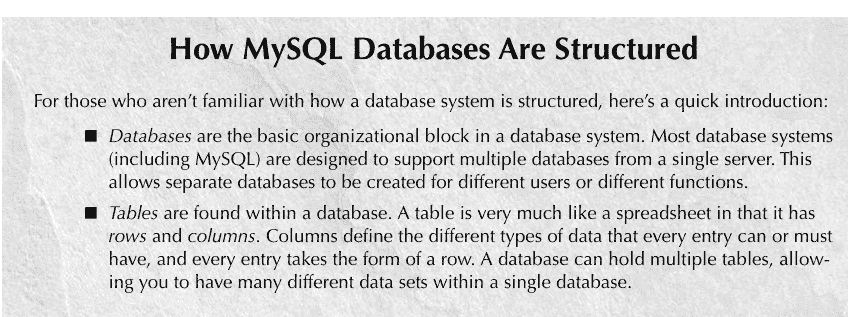 How MySQL Databases Are Structured
For those who aren’t familiar with how a database system is structured, here’s a quick introduction:
■ Databases are the basic organizational block in a database system. Most database systems
(including MySQL) are designed to support multiple databases from a single server. This
allows separate databases to be created for different users or different functions.
■ Tables are found within a database. A table is very much like a spreadsheet in that it has
rows and columns. Columns define the different types of data that every entry can or must
have, and every entry takes the form of a row. A database can hold multiple tables, allow-
ing you to have many different data sets within a single database.